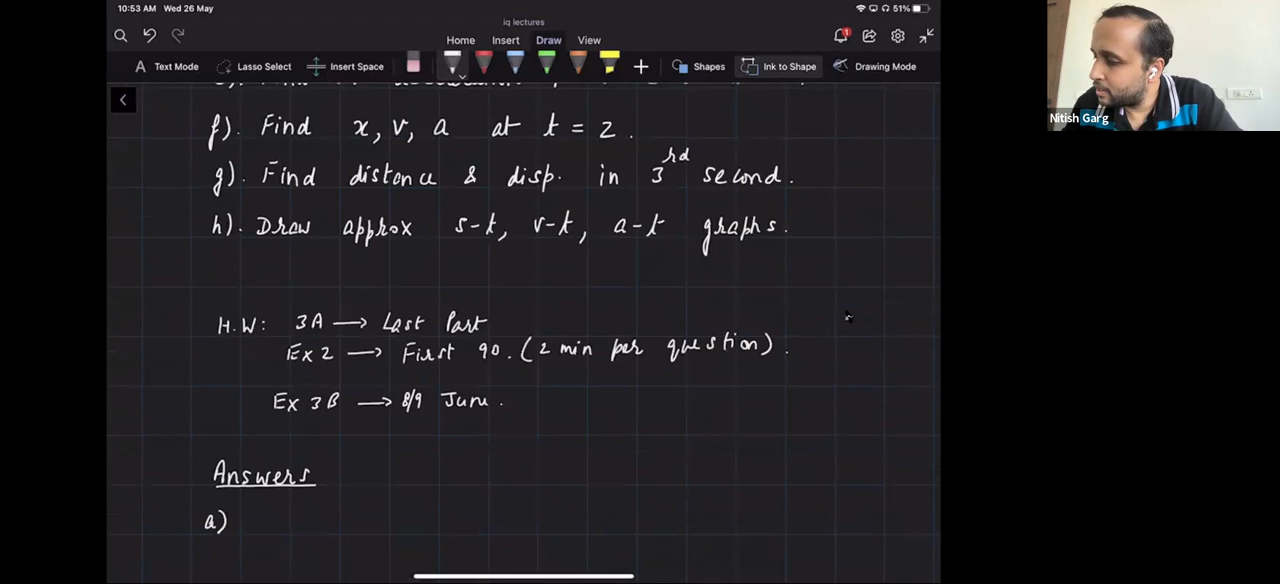 10:53 AM Wed 26 May
51%
iq lectures
Home Insert Draw View
1
Text Mode Lasso Select Insert Space Shapes Ink to Shape Drawing Mode
f). Find x, v, a at t = 2.
g). Find distance & disp. in 3rd second.
h). Draw approx s-t, v-t, a-t graphs.
H.W: 3A → Last Part
Ex 2 → First 90. (2 min per question).
Ex 3B → 8/9 June.
Answers
a)
Nitish Garg